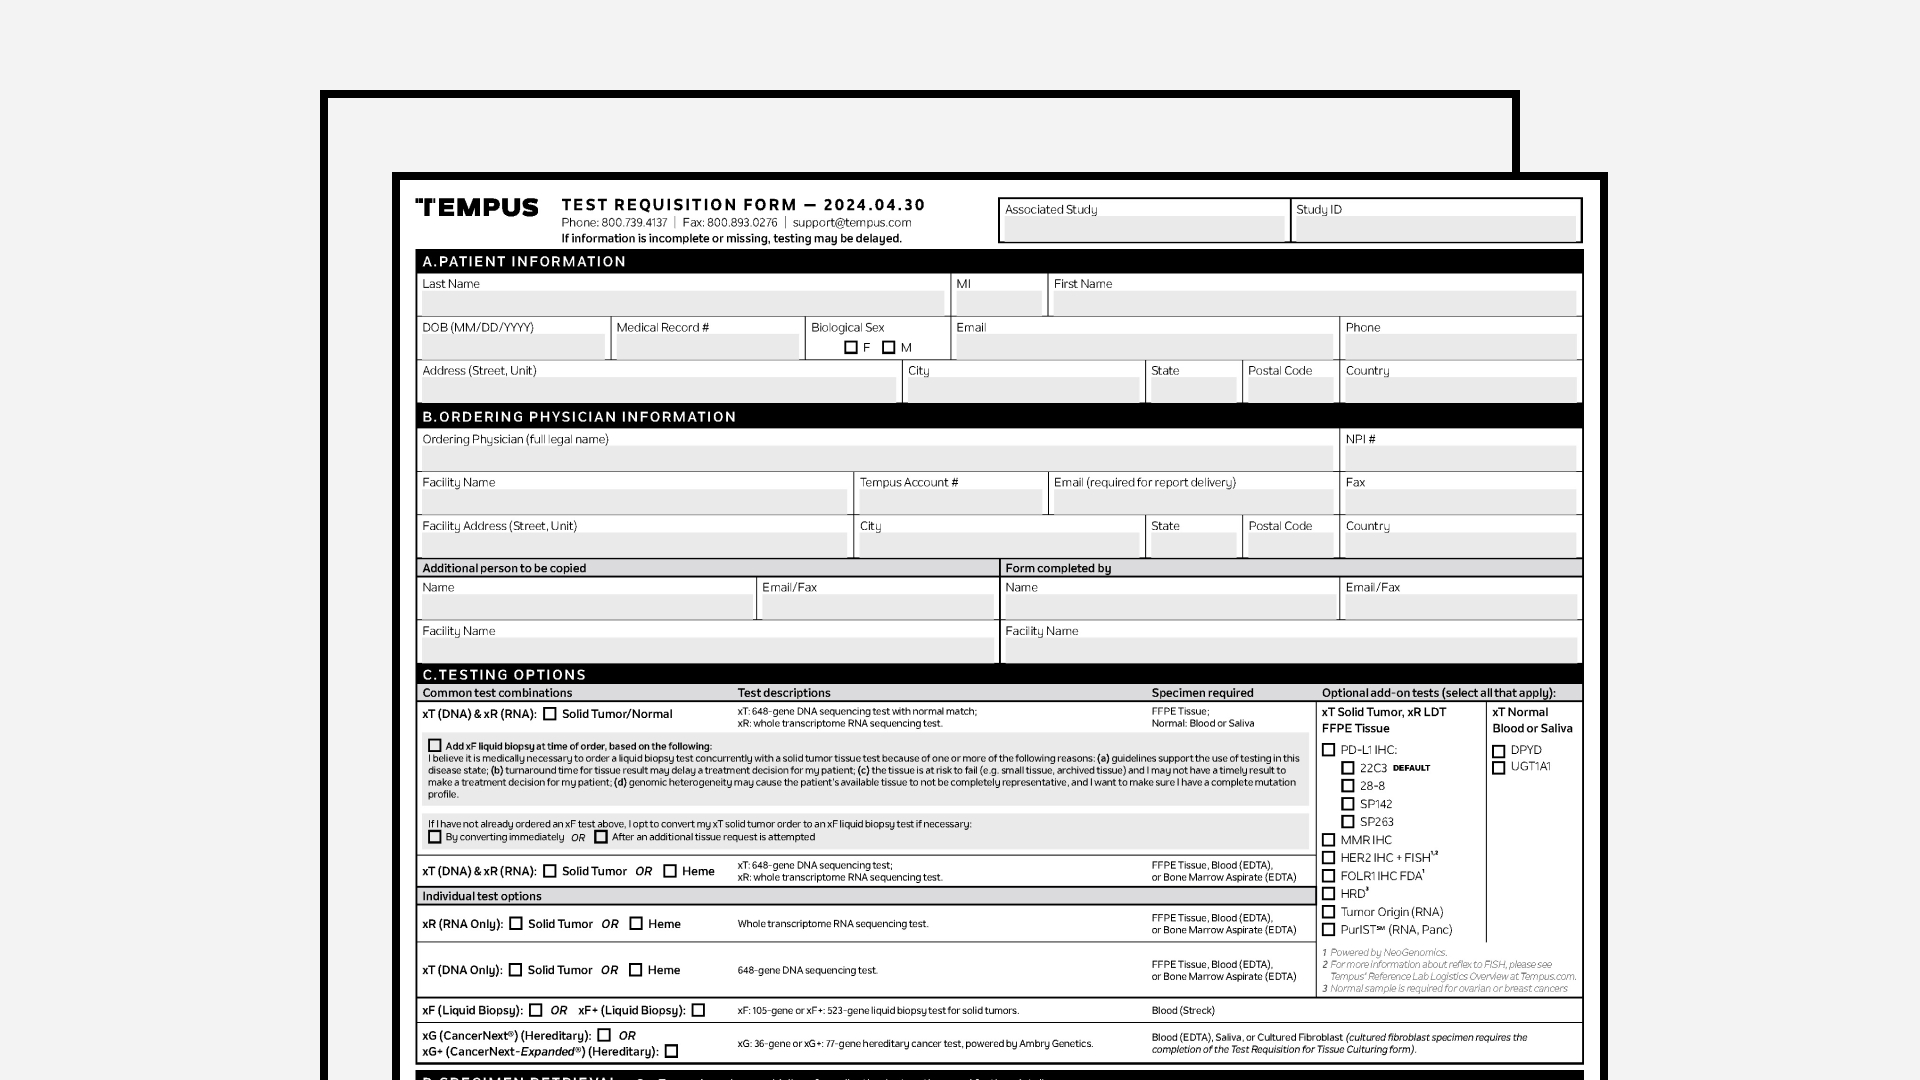 TEMPUS
TEST REQUISITION FORM — 2024.04.30
Phone: 800.739.4137 | Fax: 800.893.0276 | support@tempus.com
If information is incomplete or missing, testing may be delayed.
Associated Study
Study ID
A.PATIENT INFORMATION
Last Name
MI
First Name
DOB (MM/DD/YYYY)
Medical Record #
Biological Sex
F M
Email
Phone
Address (Street, Unit)
City
State
Postal Code
Country
B.ORDERING PHYSICIAN INFORMATION
Ordering Physician (full legal name)
NPI #
Facility Name
Tempus Account #
Email (required for report delivery)
Fax
Facility Address (Street, Unit)
City
State
Postal Code
Country
Additional person to be copied
Form completed by
Name
Email/Fax
Name
Email/Fax
Facility Name
Facility Name
C.TESTING OPTIONS
Common test combinations
Test descriptions
Specimen required
Optional add-on tests (select all that apply):
xT (DNA) & xR (RNA): Solid Tumor/Normal
xT: 648-gene DNA sequencing test with normal match;
xR: whole transcriptome RNA sequencing test.
FFPE Tissue;
Normal: Blood or Saliva
Add xF liquid biopsy at time of order, based on the following:
I believe it is medically necessary to order a liquid biopsy test concurrently with a solid tumor tissue test because of one or more of the following reasons: (a) guidelines support the use of testing in this
disease state; (b) turnaround time for tissue result may delay a treatment decision for my patient; (c) the tissue is at risk to fail (e.g. small tissue, archived tissue) and I may not have a timely result to
make a treatment decision for my patient; (d) genomic heterogeneity may cause the patient's available tissue to not be completely representative, and I want to make sure I have a complete mutation
profile.
If I have not already ordered an xF test above, I opt to convert my xT solid tumor order to an xF liquid biopsy test if necessary:
By converting immediately OR After an additional tissue request is attempted
xT (DNA) & xR (RNA): Solid Tumor OR Heme
xT: 648-gene DNA sequencing test;
xR: whole transcriptome RNA sequencing test.
FFPE Tissue, Blood (EDTA),
or Bone Marrow Aspirate (EDTA)
Individual test options
xR (RNA Only): Solid Tumor OR Heme
Whole transcriptome RNA sequencing test.
FFPE Tissue, Blood (EDTA),
or Bone Marrow Aspirate (EDTA)
xT (DNA Only): Solid Tumor OR Heme
648-gene DNA sequencing test.
FFPE Tissue, Blood (EDTA),
or Bone Marrow Aspirate (EDTA)
xT Solid Tumor, xR LDT
FFPE Tissue
PD-L1 IHC:
22C3 DEFAULT
28-8
SP142
SP263
MMR IHC
HER2 IHC + FISH1,2
FOLR1 IHC FDA1
HRD3
Tumor Origin (RNA)
PurIST℠ (RNA, Panc)
xT Normal
Blood or Saliva
DPYD
UGT1A1
1 Powered by NeoGenomics.
2 For more information about reflex to FISH, please see
Tempus' Reference Lab Logistics Overview at Tempus.com.
3 Normal sample is required for ovarian or breast cancers
xF (Liquid Biopsy): OR xF+ (Liquid Biopsy):
xF: 105-gene or xF+: 523-gene liquid biopsy test for solid tumors.
Blood (Streck)
xG (CancerNext®) (Hereditary): OR
xG+ (CancerNext-Expanded®) (Hereditary):
xG: 36-gene or xG+: 77-gene hereditary cancer test, powered by Ambry Genetics.
Blood (EDTA), Saliva, or Cultured Fibroblast (cultured fibroblast specimen requires the
completion of the Test Requisition for Tissue Culturing form).
D.SPECIMEN RETRIEVAL